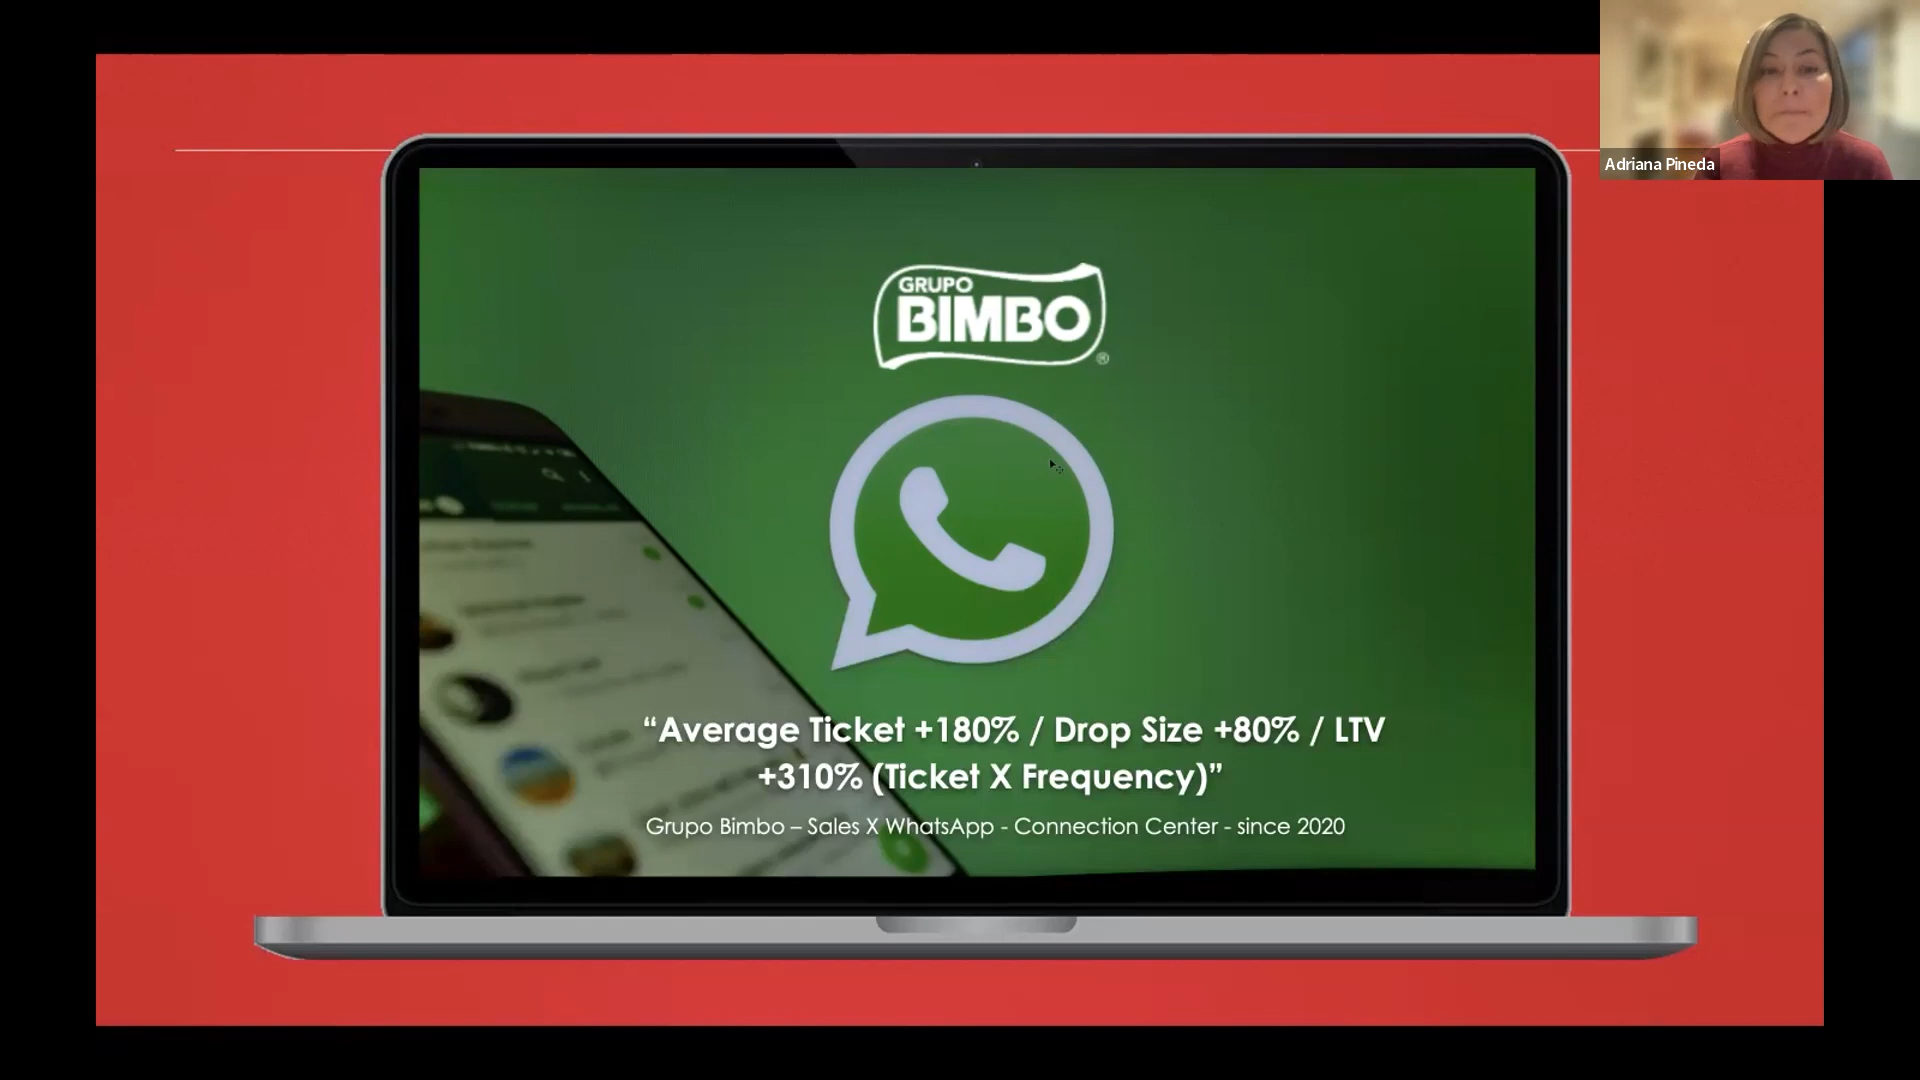 Adriana Pineda
GRUPO
BIMBO
®
“Average Ticket +180% / Drop Size +80% / LTV
+310% (Ticket X Frequency)”
Grupo Bimbo – Sales X WhatsApp - Connection Center - since 2020